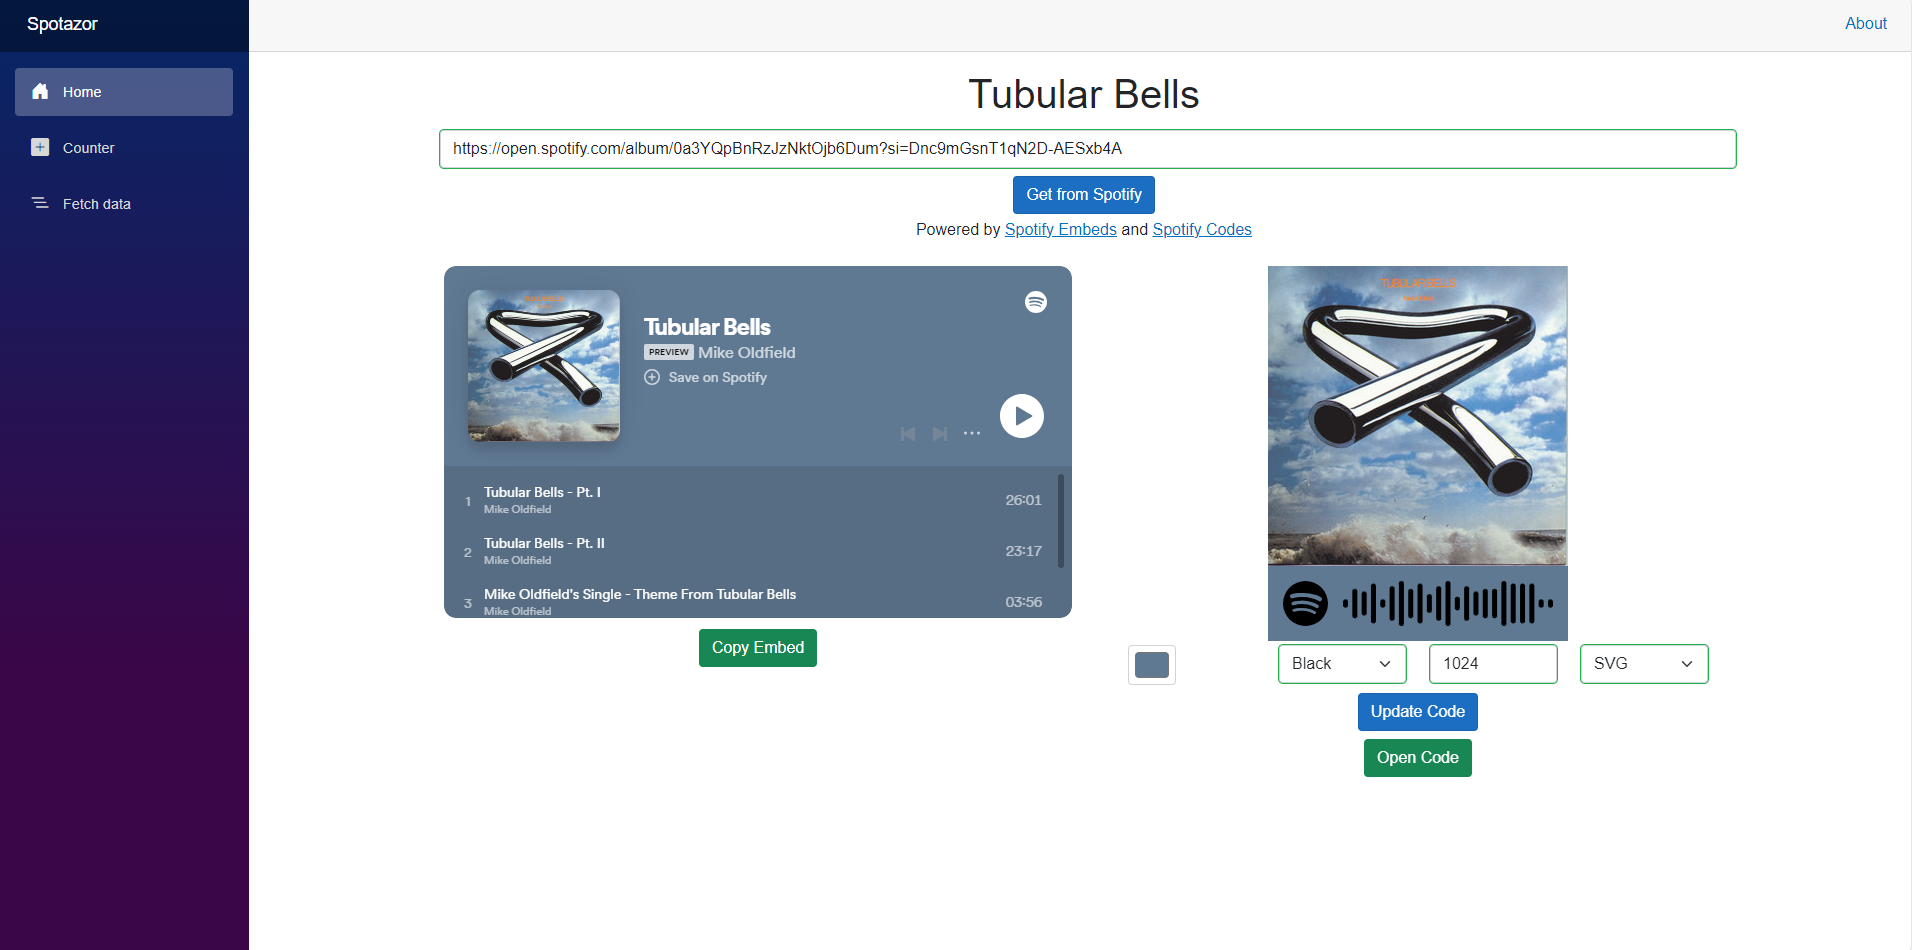 Spotazor
About
Home
Counter
Fetch data
Tubular Bells
https://open.spotify.com/album/0a3YQpBnRzJzNktOjb6Dum?si=Dnc9mGsnT1qN2D-AESxb4A
Get from Spotify
Powered by Spotify Embeds and Spotify Codes
Tubular Bells
PREVIEW Mike Oldfield
Save on Spotify
1 Tubular Bells - Pt. I 26:01
Mike Oldfield
2 Tubular Bells - Pt. II 23:17
Mike Oldfield
3 Mike Oldfield's Single - Theme From Tubular Bells 03:56
Mike Oldfield
Copy Embed
TUBULAR BELLS
Black
1024
SVG
Update Code
Open Code